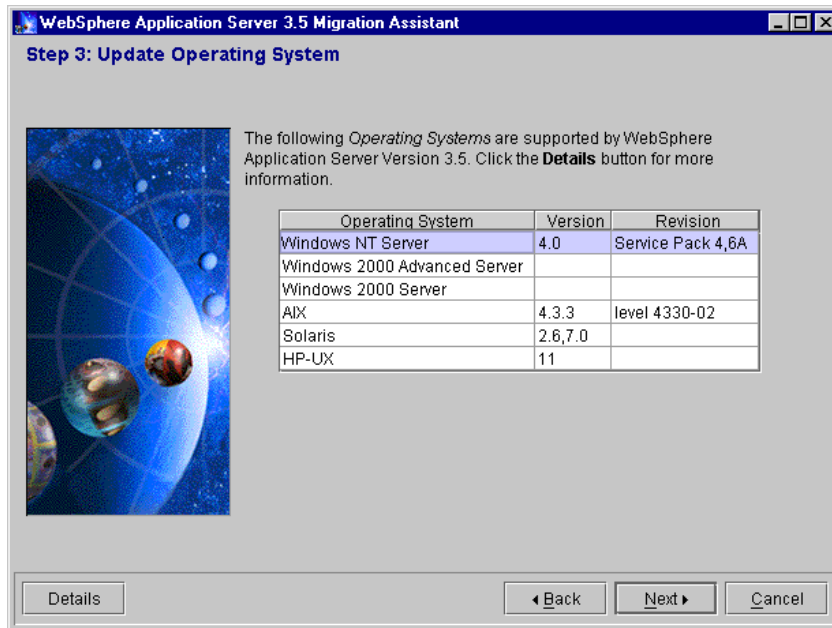 WebSphere Application Server 3.5 Migration Assistant
Step 3: Update Operating System
The following Operating Systems are supported by WebSphere
Application Server Version 3.5. Click the Details button for more
information.
Operating System Version Revision
Windows NT Server 4.0 Service Pack 4,6A
Windows 2000 Advanced Server
Windows 2000 Server
AIX 4.3.3 level 4330-02
Solaris 2.6,7.0
HP-UX 11
Details Back Next Cancel